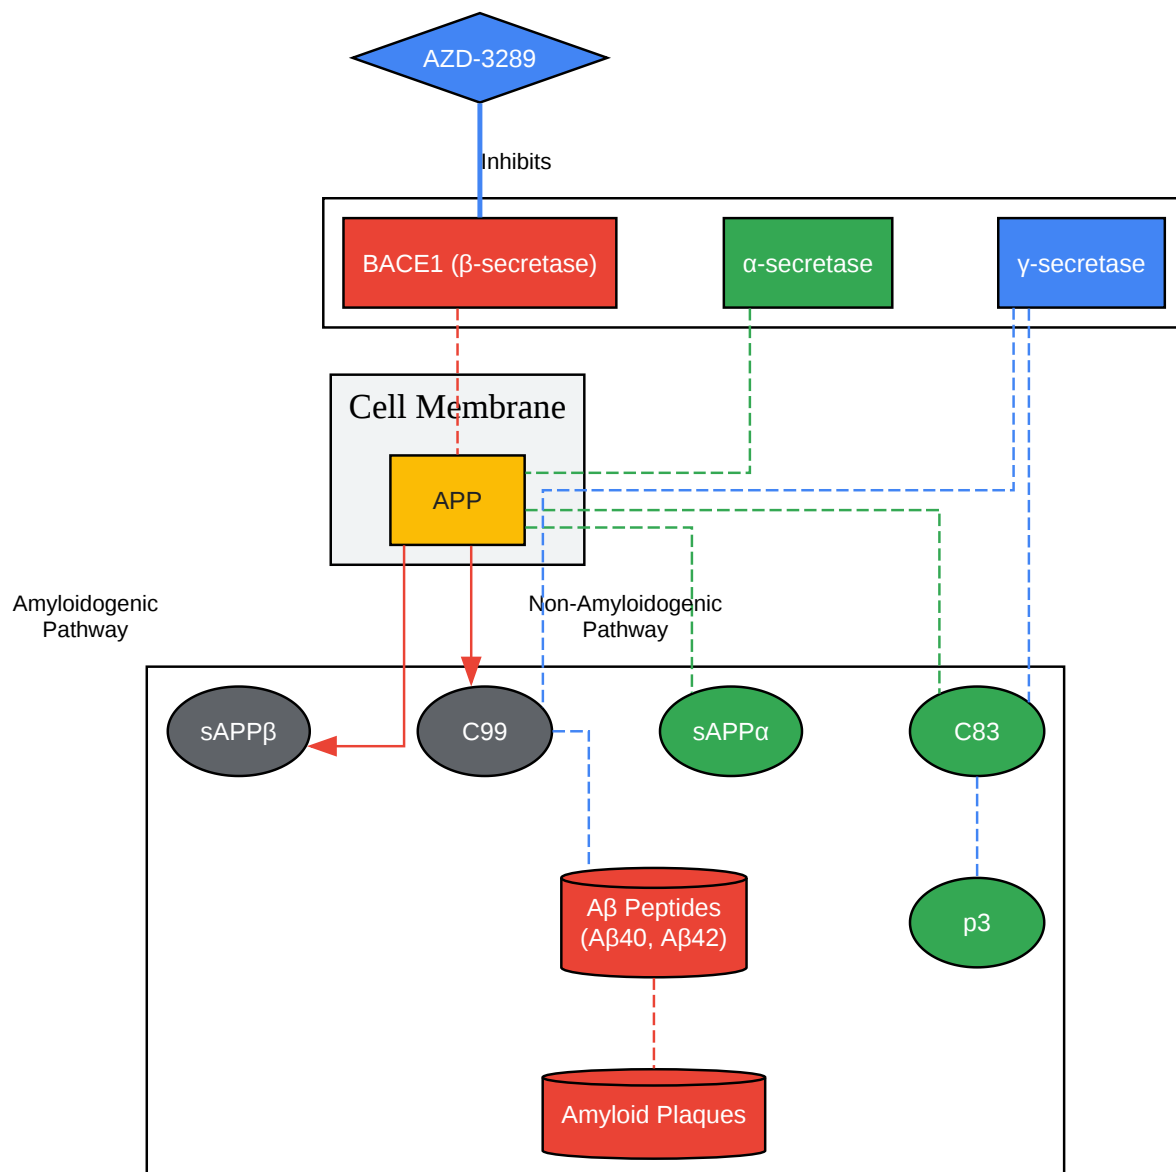 AZD-3289
Inhibits
BACE1 (β-secretase)
α-secretase
γ-secretase
Cell Membrane
APP
Amyloidogenic
Pathway
Non-Amyloidogenic
Pathway
sAPPβ
C99
sAPPα
C83
Aβ Peptides
(Aβ40, Aβ42)
p3
Amyloid Plaques